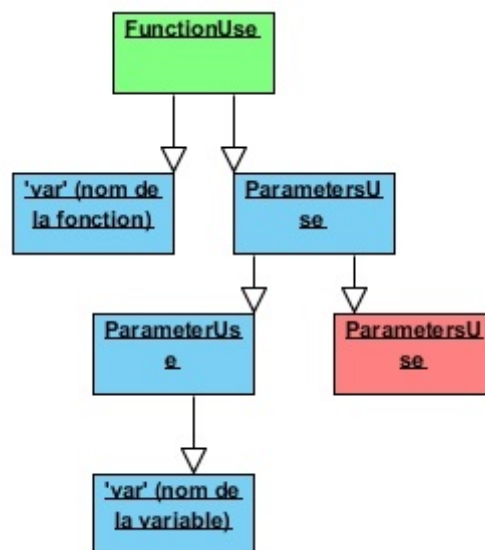 FunctionUse
'var' (nom de
la fonction)
ParametersU
se
ParameterUs
e
ParametersU
se
'var' (nom de
la variable)